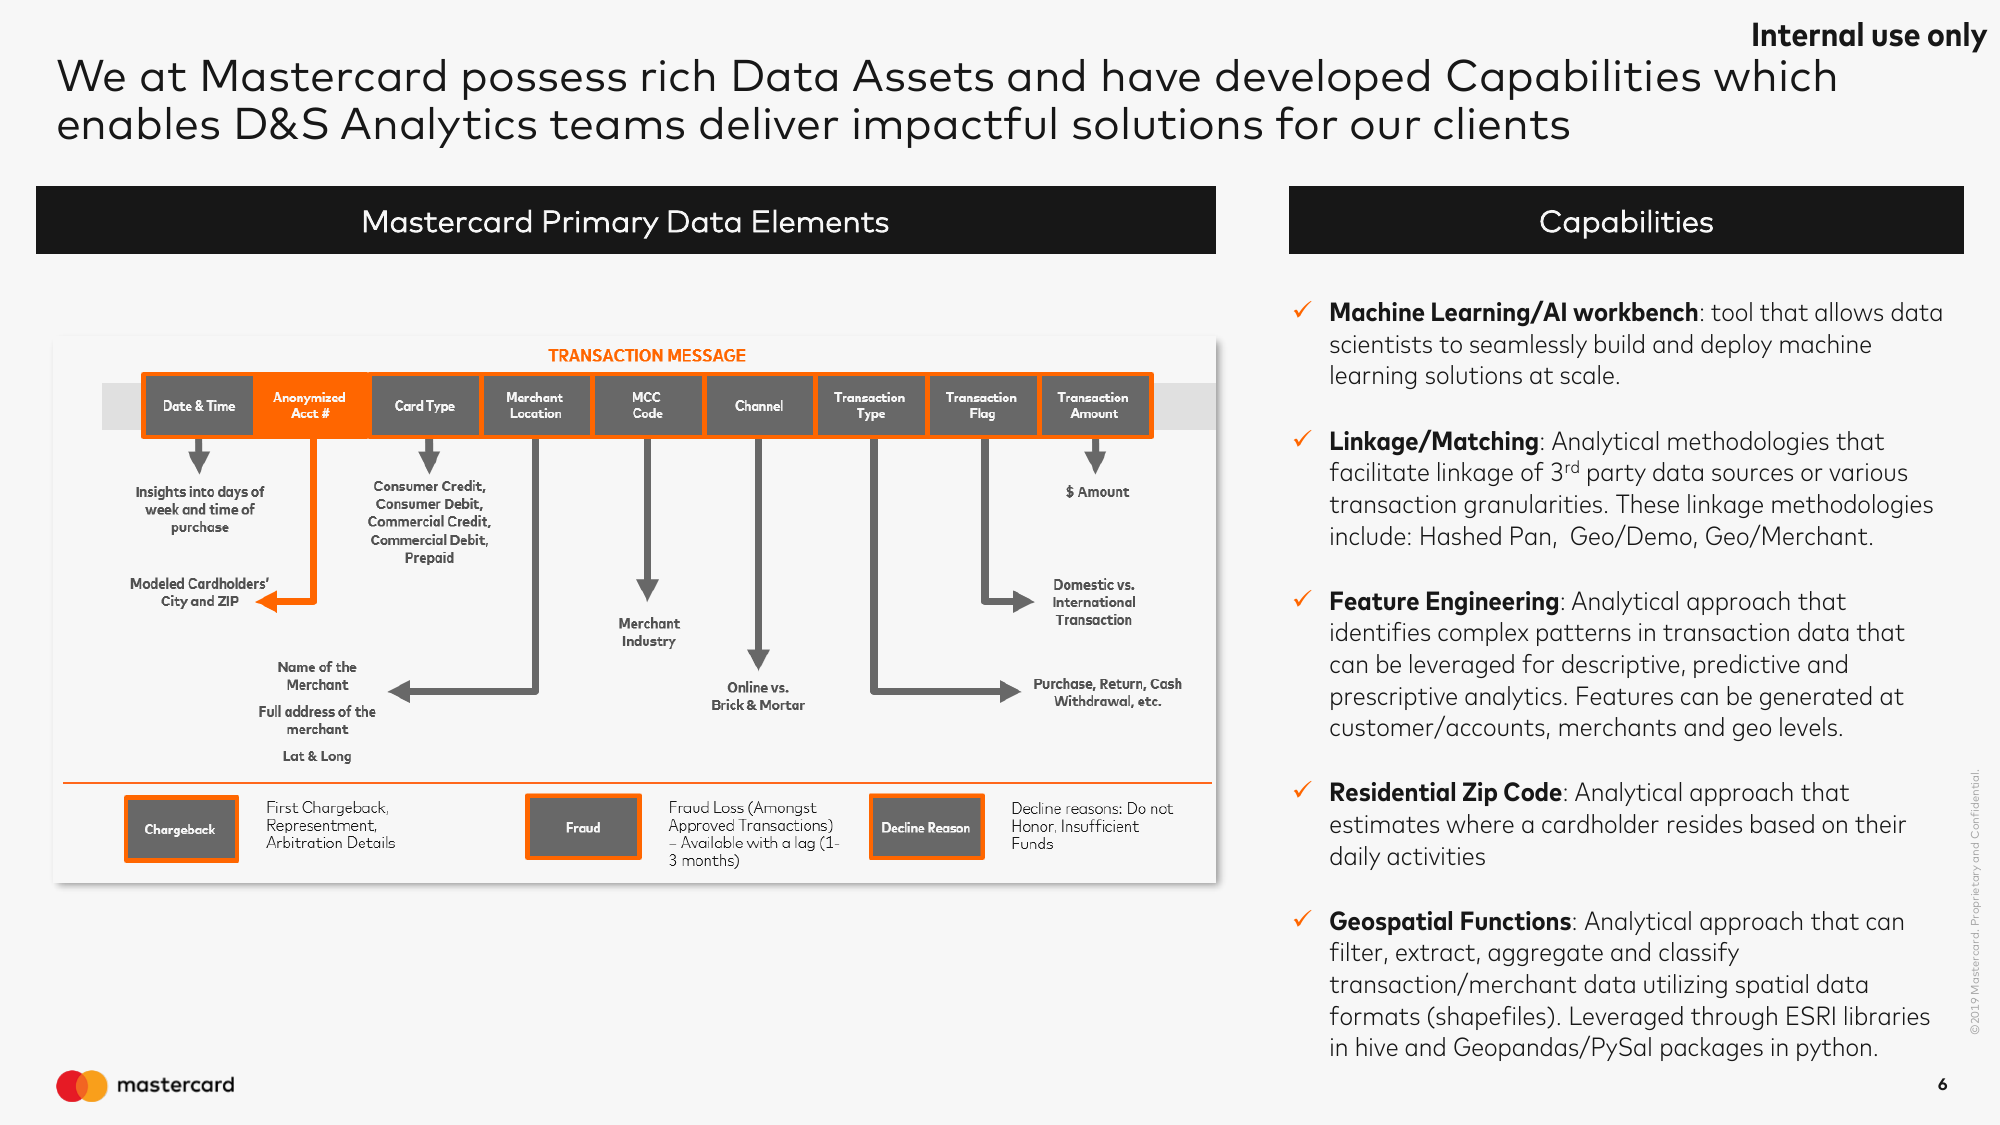 Internal use only
We at Mastercard possess rich Data Assets and have developed Capabilities which
enables D&S Analytics teams deliver impactful solutions for our clients
Mastercard Primary Data Elements
TRANSACTION MESSAGE
Date & Time
Anonymized
Acct #
Card Type
Merchant
Location
MCC
Code
Channel
Transaction
Type
Transaction
Flag
Transaction
Amount
Insights into days of
week and time of
purchase
Consumer Credit,
Consumer Debit,
Commercial Credit,
Commercial Debit,
Prepaid
$ Amount
Modeled Cardholders'
City and ZIP
Domestic vs.
International
Transaction
Merchant
Industry
Name of the
Merchant
Full address of the
merchant
Lat & Long
Online vs.
Brick & Mortar
Purchase, Return, Cash
Withdrawal, etc.
Chargeback
First Chargeback,
Representment,
Arbitration Details
Fraud
Fraud Loss (Amongst
Approved Transactions)
– Available with a lag (1-
3 months)
Decline Reason
Decline reasons: Do not
Honor, Insufficient
Funds
Capabilities
✓ Machine Learning/AI workbench: tool that allows data
scientists to seamlessly build and deploy machine
learning solutions at scale.
✓ Linkage/Matching: Analytical methodologies that
facilitate linkage of 3rd party data sources or various
transaction granularities. These linkage methodologies
include: Hashed Pan,  Geo/Demo, Geo/Merchant.
✓ Feature Engineering: Analytical approach that
identifies complex patterns in transaction data that
can be leveraged for descriptive, predictive and
prescriptive analytics. Features can be generated at
customer/accounts, merchants and geo levels.
✓ Residential Zip Code: Analytical approach that
estimates where a cardholder resides based on their
daily activities
✓ Geospatial Functions: Analytical approach that can
filter, extract, aggregate and classify
transaction/merchant data utilizing spatial data
formats (shapefiles). Leveraged through ESRI libraries
in hive and Geopandas/PySal packages in python.
©2019 Mastercard. Proprietary and Confidential.
mastercard
6